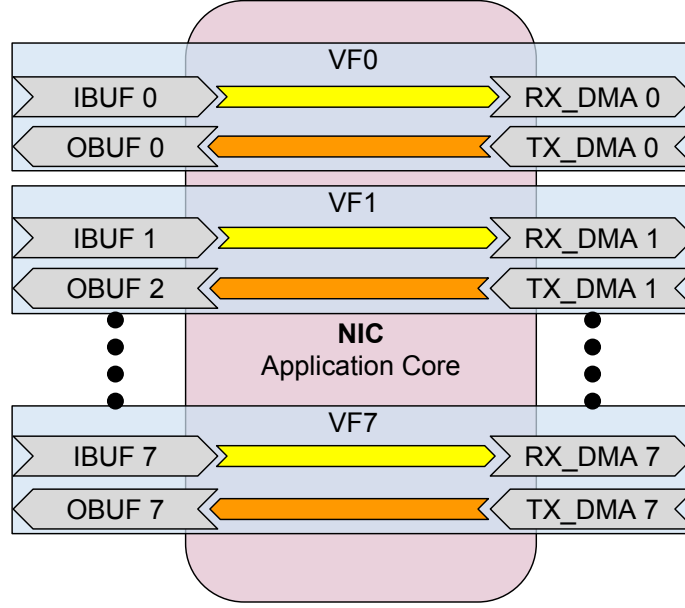 VF0
IBUF 0 RX_DMA 0
OBUF 0 TX_DMA 0
VF1
IBUF 1 RX_DMA 1
OBUF 2 TX_DMA 1
NIC
Application Core
VF7
IBUF 7 RX_DMA 7
OBUF 7 TX_DMA 7